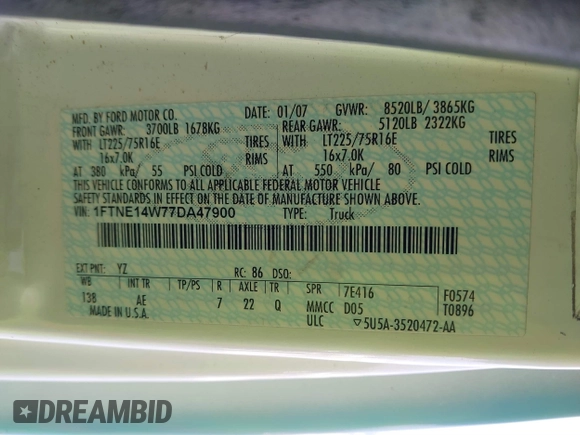 MFD. BY FORD MOTOR CO.
DATE: 01/07 GVWR: 8520LB/ 3865KG
FRONT GAWR: 3700LB 1678KG REAR GAWR: 5120LB 2322KG
WITH LT225/75R16E TIRES WITH LT225/75R16E TIRES
16x7.0K RIMS 16x7.0K RIMS
AT 380 kPa/ 55 PSI COLD AT 550 kPa/ 80 PSI COLD
THIS VEHICLE CONFORMS TO ALL APPLICABLE FEDERAL MOTOR VEHICLE
SAFETY STANDARDS IN EFFECT ON THE DATE OF MANUFACTURE SHOWN ABOVE.
VIN: 1FTNE14W77DA47900 TYPE: Truck
EXT PNT: YZ RC: 86 DSO:
WB INT TR TP/PS R AXLE TR SPR 7E416 F0574
138 AE 7 22 Q MMCC D05 T0896
MADE IN U.S.A. ULC ▽5U5A-3520472-AA
DREAMBID